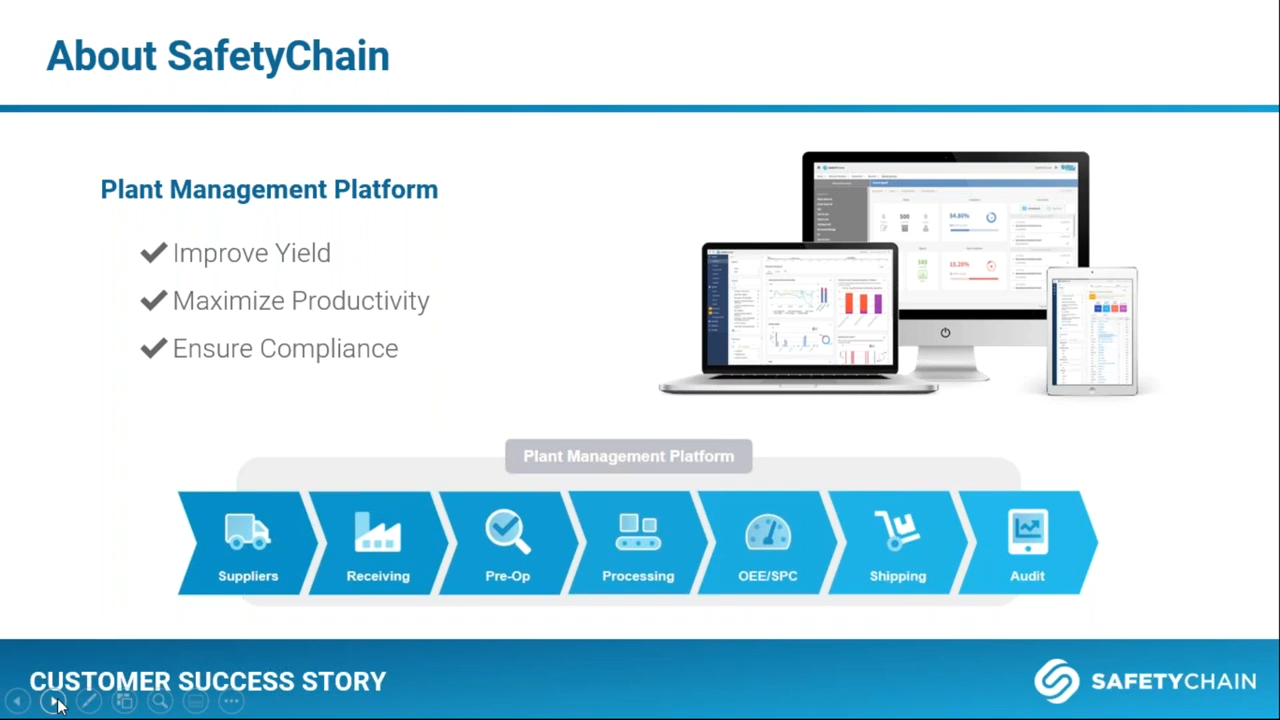 About SafetyChain
Plant Management Platform
Improve Yield
Maximize Productivity
Ensure Compliance
Plant Management Platform
Suppliers
Receiving
Pre-Op
Processing
OEE/SPC
Shipping
Audit
CUSTOMER SUCCESS STORY
SAFETYCHAIN